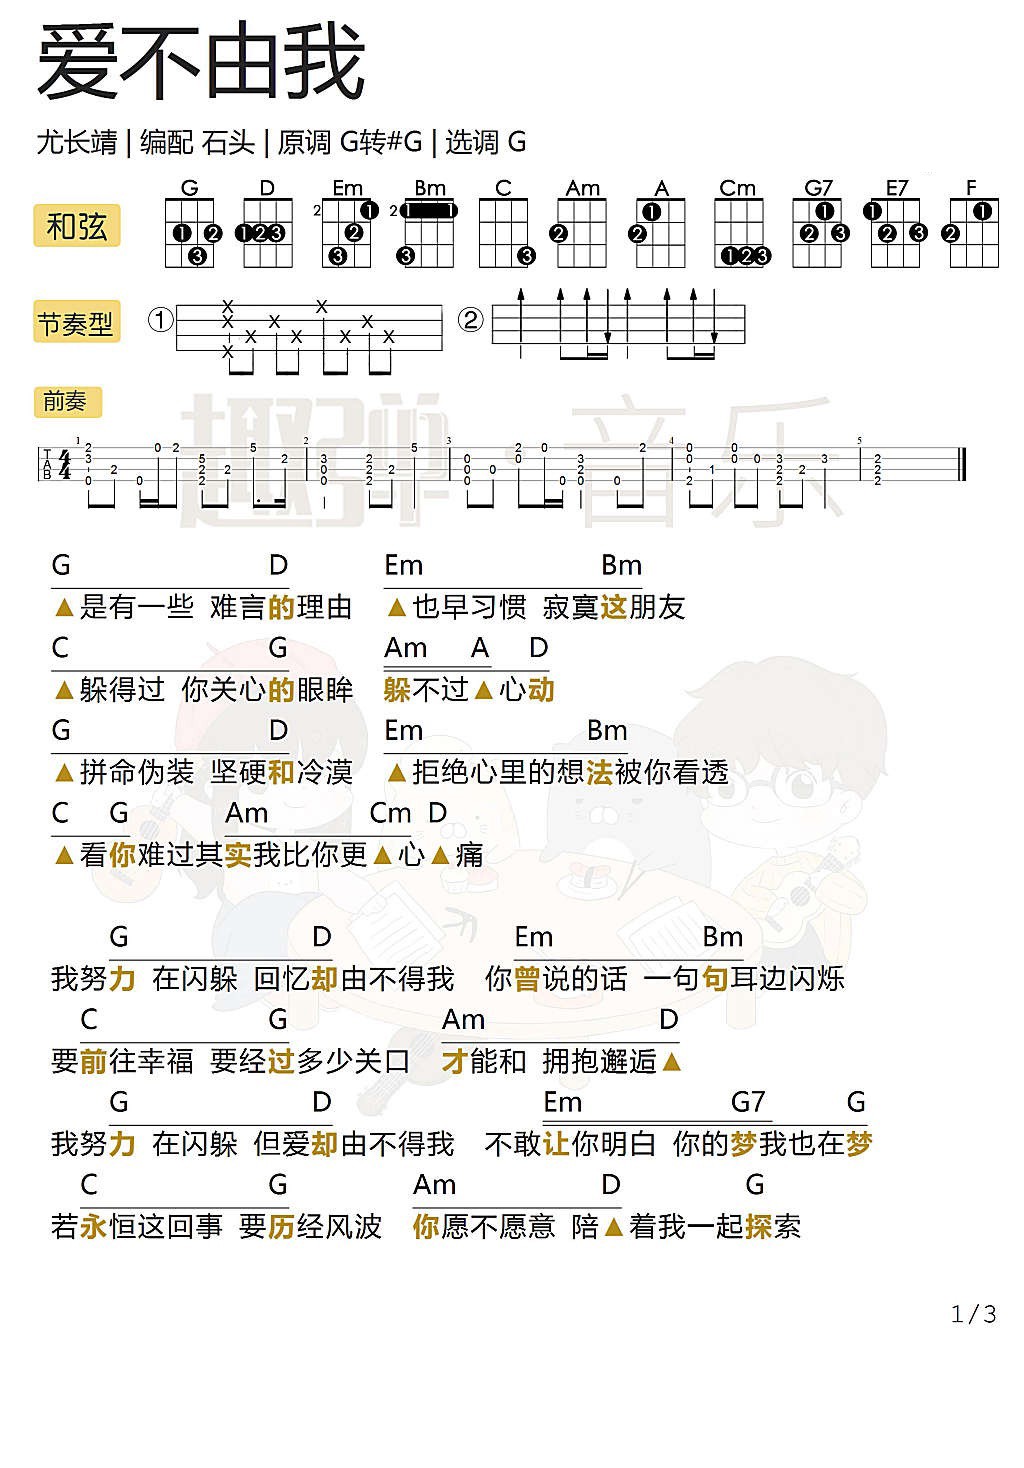 爱不由我
尤长靖 | 编配 石头 | 原调 G转#G | 选调 G
和弦 G D Em Bm C Am A Cm G7 E7 F
节奏型 ① ②
前奏
趣弹·音乐
G D Em Bm
▲是有一些 难言的理由 ▲也早习惯 寂寞这朋友
C G Am A D
▲躲得过 你关心的眼眸 躲不过▲心动
G D Em Bm
▲拼命伪装 坚硬和冷漠 ▲拒绝心里的想法被你看透
C G Am Cm D
▲看你难过其实我比你更▲心▲痛
G D Em Bm
我努力 在闪躲 回忆却由不得我 你曾说的话 一句句耳边闪烁
C G Am D
要前往幸福 要经过多少关口 才能和 拥抱邂逅▲
G D Em G7 G
我努力 在闪躲 但爱却由不得我 不敢让你明白 你的梦我也在梦
C G Am D G
若永恒这回事 要历经风波 你愿不愿意 陪▲着我一起探索
1/3